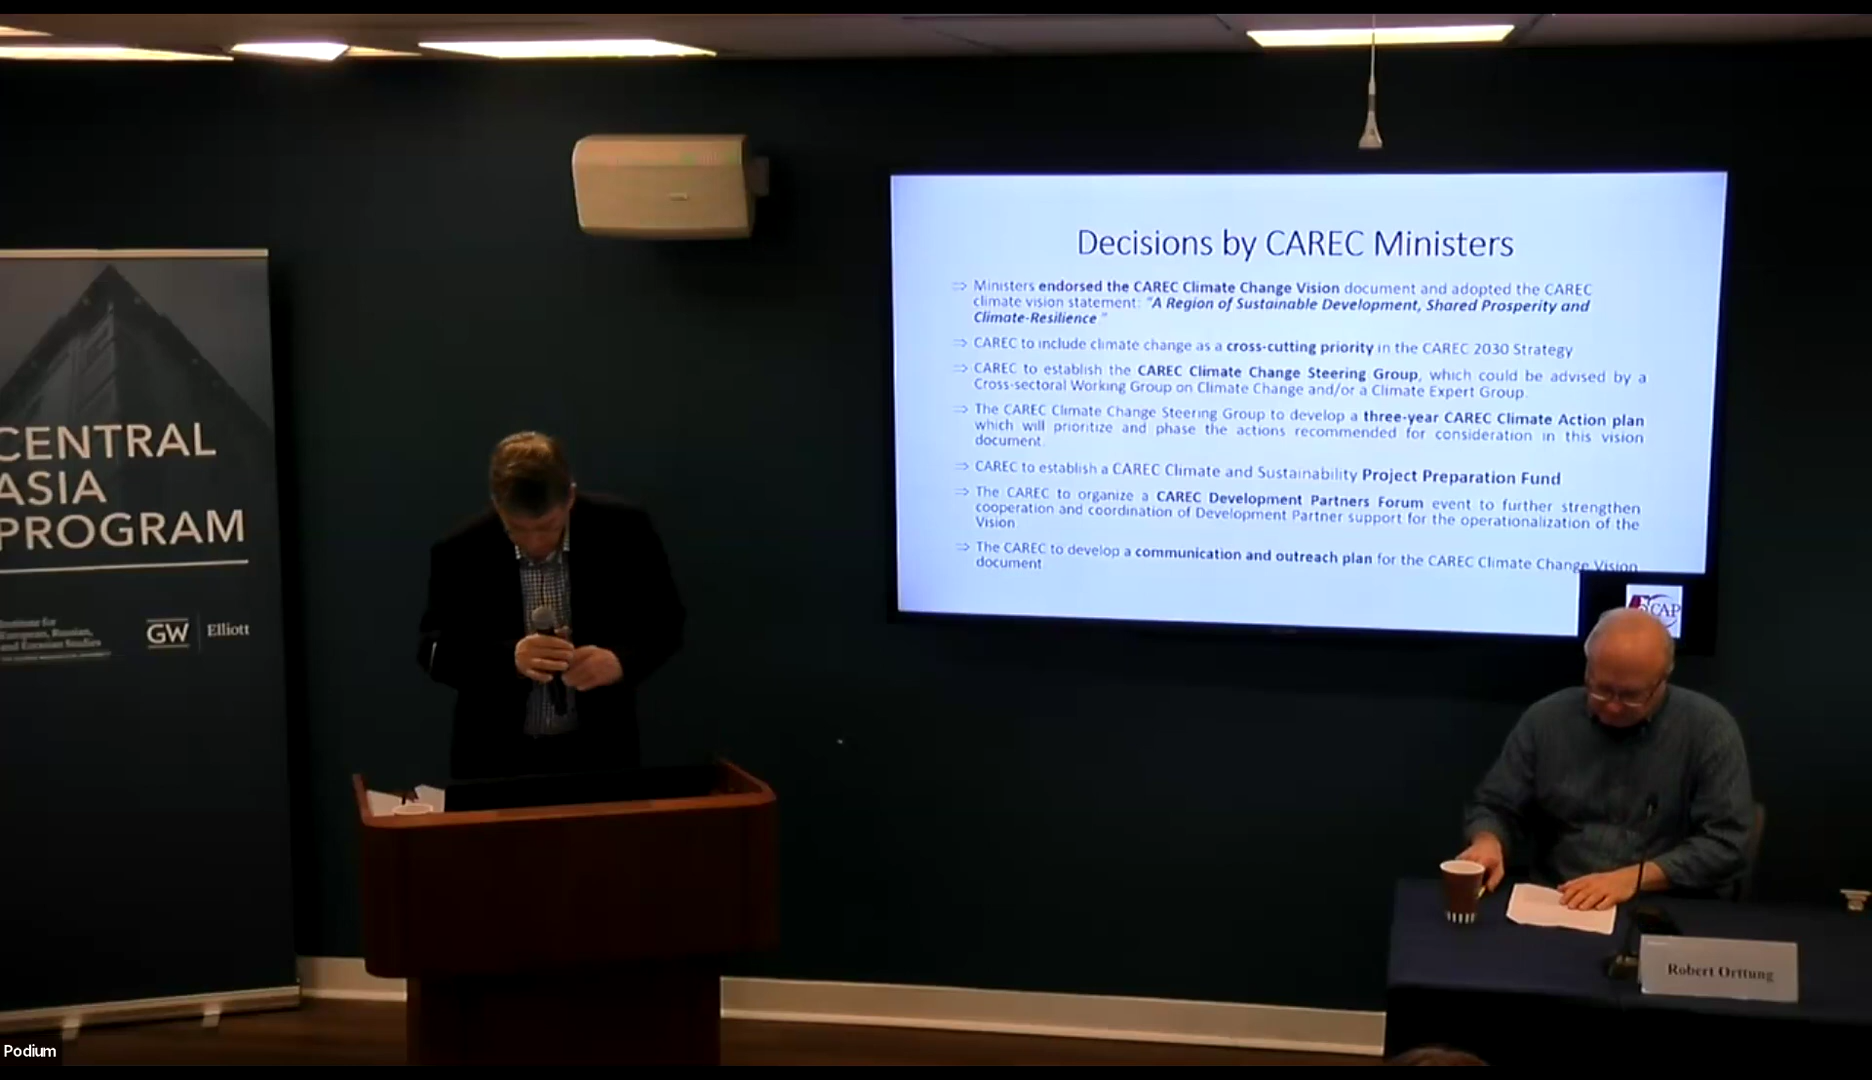 CENTRAL
ASIA
PROGRAM
Institute for
European, Russian,
and Eurasian Studies
GW
Elliott
Decisions by CAREC Ministers
⇒ Ministers endorsed the CAREC Climate Change Vision document and adopted the CAREC
climate vision statement: "A Region of Sustainable Development, Shared Prosperity and
Climate-Resilience."
⇒ CAREC to include climate change as a cross-cutting priority in the CAREC 2030 Strategy
⇒ CAREC to establish the CAREC Climate Change Steering Group, which could be advised by a
Cross-sectoral Working Group on Climate Change and/or a Climate Expert Group.
⇒ The CAREC Climate Change Steering Group to develop a three-year CAREC Climate Action plan
which will prioritize and phase the actions recommended for consideration in this vision
document.
⇒ CAREC to establish a CAREC Climate and Sustainability Project Preparation Fund
⇒ The CAREC to organize a CAREC Development Partners Forum event to further strengthen
cooperation and coordination of Development Partner support for the operationalization of the
Vision
⇒ The CAREC to develop a communication and outreach plan for the CAREC Climate Change Vision
document
CAP
Robert Orttung
Podium